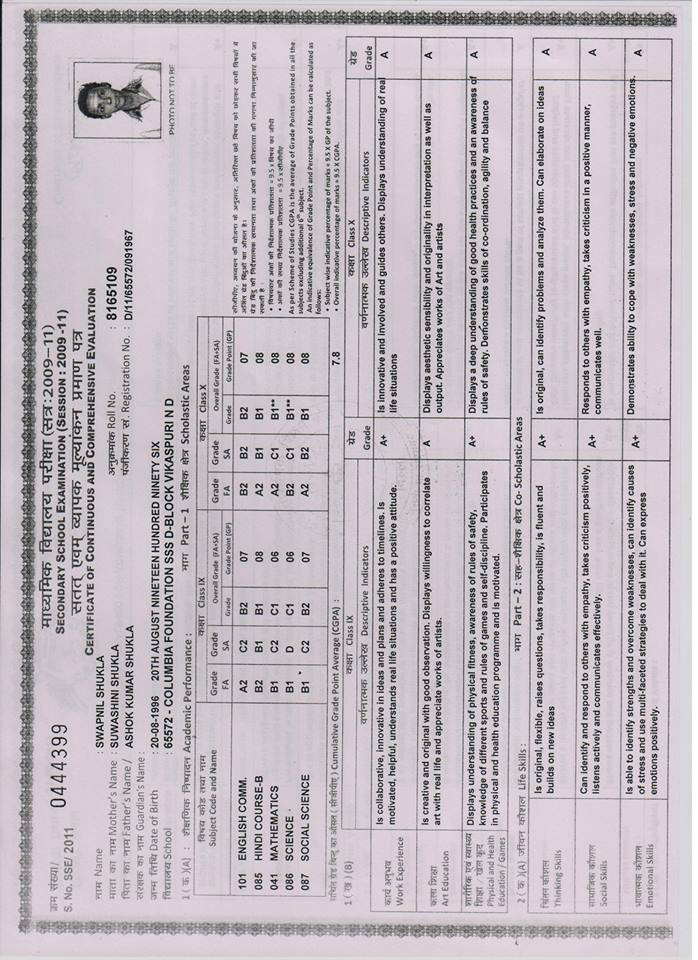 माध्यमिक विद्यालय परीक्षा (सत्र:2009-11)
क्रम संख्या/
S. No. SSE/ 2011 0444399
SECONDARY SCHOOL EXAMINATION (SESSION : 2009 -11)
सतत् एवम् व्यापक मूल्यांकन प्रमाण पत्र
CERTIFICATE OF CONTINUOUS AND COMPREHENSIVE EVALUATION
नाम Name : SWAPNIL SHUKLA
माता का नाम Mother's Name : SUWASHINI SHUKLA अनुक्रमांक Roll No. : 8165109
पिता का नाम Father's Name / ASHOK KUMAR SHUKLA पंजीकरण सं. Registration No. : D/11/65572/091967
संरक्षक का नाम Guardian's Name :
जन्म तिथि Date of Birth : 20-08-1996 20TH AUGUST NINETEEN HUNDRED NINETY SIX
विद्यालय School : 65572 - COLUMBIA FOUNDATION SSS D-BLOCK VIKASPURI N D
PHOTO NOT TO BE
1 ( क )(A) : शैक्षणिक निष्पादन Academic Performance : भाग Part – 1 शैक्षिक क्षेत्र Scholastic Areas
विषय कोड तथा नाम कक्षा Class IX कक्षा Class X
Subject Code and Name Grade FA Grade SA Overall Grade (FA+SA) Grade FA Grade SA Overall Grade (FA+SA)
Grade Grade Point (GP) Grade Grade Point (GP)
101 ENGLISH COMM. A2 C2 B2 07 B2 B2 B2 07
085 HINDI COURSE-B B2 B1 B1 08 A2 B1 B1 08
041 MATHEMATICS B1 C2 C1 06 A2 C1 B1** 08
086 SCIENCE B1 D C1 06 B2 C1 B1** 08
087 SOCIAL SCIENCE B1 C2 B2 07 A2 B2 B1 08
सीजीपीए, अध्ययन की योजना के अनुसार, अतिरिक्त छठे विषय को छोड़कर सभी विषयों में
अर्जित ग्रेड बिंदुओं का औसत है।
ग्रेड बिंदु की निर्देशात्मक समानता तथा अंकों की प्रतिशतता की गणना निम्नानुसार की जा
सकती है :
• विषयवार अंकों की निर्देशात्मक प्रतिशतता = 9.5 x विषय का जीपी
• अंकों की समग्र निर्देशात्मक प्रतिशतता = 9.5 x सीजीपीए
As per Scheme of Studies CGPA is the average of Grade Points obtained in all the
subjects excluding additional 6th subject.
An indicative equivalence of Grade Point and Percentage of Marks can be calculated as
follows:
• Subject wise indicative percentage of marks = 9.5 X GP of the subject.
• Overall indicative percentage of marks = 9.5 X CGPA.
संचित ग्रेड बिन्दु का औसत ( सीजीपीए ) Cumulative Grade Point Average (CGPA) : 7.8
1 ( ख ) (B) कक्षा Class IX ग्रेड कक्षा Class X ग्रेड
वर्णनात्मक उल्लेख Descriptive Indicators Grade वर्णनात्मक उल्लेख Descriptive Indicators Grade
कार्य अनुभव
Work Experience
Is collaborative, innovative in ideas and plans and adheres to timelines. Is
motivated, helpful, understands real life situations and has a positive attitude.
A+
Is innovative and involved and guides others. Displays understanding of real
life situations
A
कला शिक्षा
Art Education
Is creative and original with good observation. Displays willingness to correlate
art with real life and appreciate works of artists.
A
Displays aesthetic sensibility and originality in interpretation as well as
output. Appreciates works of Art and artists
A
शारीरिक एवं स्वास्थ्य
शिक्षा / खेल कूद
Physical and Health
Education / Games
Displays understanding of physical fitness, awareness of rules of safety,
knowledge of different sports and rules of games and self-discipline. Participates
in physical and health education programme and is motivated.
A+
Displays a deep understanding of good health practices and an awareness of
rules of safety. Demonstrates skills of co-ordination, agility and balance
A
2 ( क )(A) जीवन कौशल Life Skills : भाग Part – 2 : सह-शैक्षिक क्षेत्र Co- Scholastic Areas
चिंतन कौशल
Thinking Skills
Is original, flexible, raises questions, takes responsibility, is fluent and
builds on new ideas
A+
Is original, can identify problems and analyze them. Can elaborate on ideas
A
सामाजिक कौशल
Social Skills
Can identify and respond to others with empathy, takes criticism positively,
listens actively and communicates effectively.
A+
Responds to others with empathy, takes criticism in a positive manner,
communicates well.
A
भावात्मक कौशल
Emotional Skills
Is able to identify strengths and overcome weaknesses, can identify causes
of stress and use multi-faceted strategies to deal with it. Can express
emotions positively.
A+
Demonstrates ability to cope with weaknesses, stress and negative emotions.
A